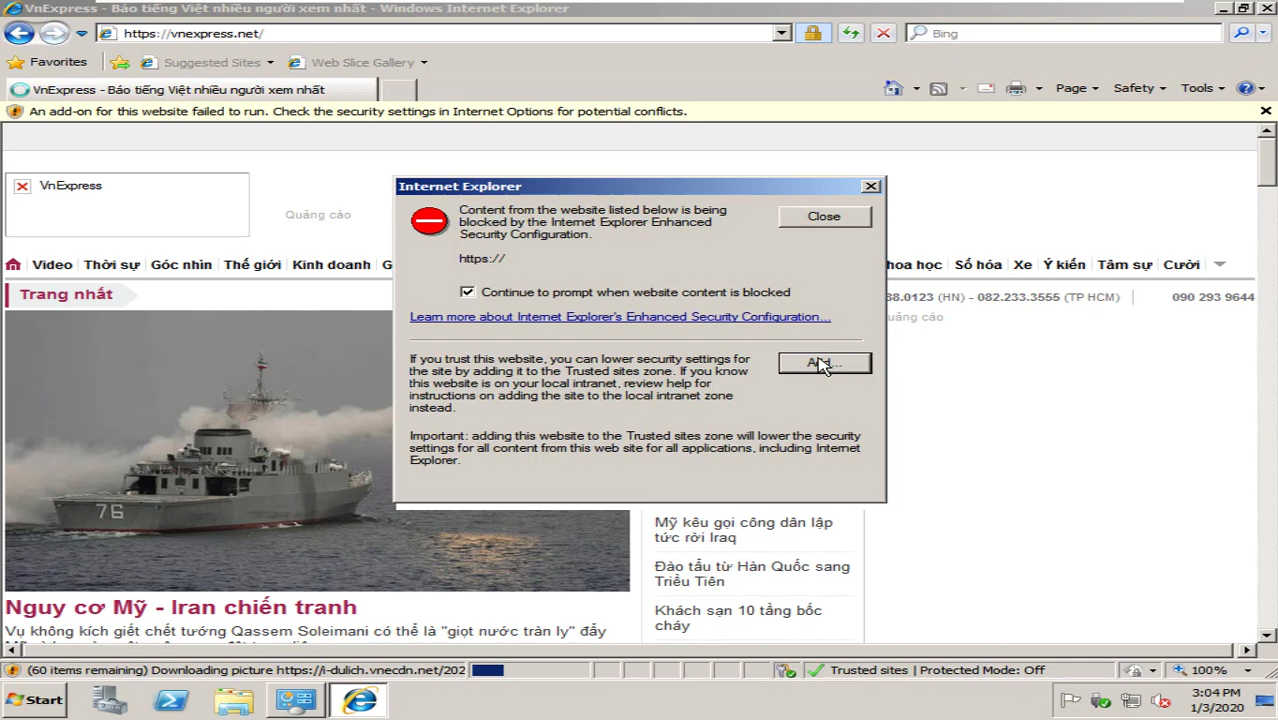 VnExpress - Báo tiếng Việt nhiều người xem nhất - Windows Internet Explorer
https://vnexpress.net/
Bing
Favorites
Suggested Sites
Web Slice Gallery
VnExpress - Báo tiếng Việt nhiều người xem nhất
Page
Safety
Tools
An add-on for this website failed to run. Check the security settings in Internet Options for potential conflicts.
VnExpress
Quảng cáo
Video
Thời sự
Góc nhìn
Thế giới
Kinh doanh
G
hoa học
Số hóa
Xe
Ý kiến
Tâm sự
Cười
Trang nhất
38.0123 (HN) - 082.233.3555 (TP HCM)
090 293 9644
uảng cáo
Internet Explorer
Content from the website listed below is being
blocked by the Internet Explorer Enhanced
Security Configuration.
Close
https://
Continue to prompt when website content is blocked
Learn more about Internet Explorer's Enhanced Security Configuration...
If you trust this website, you can lower security settings for
the site by adding it to the Trusted sites zone. If you know
this website is on your local intranet, review help for
instructions on adding the site to the local intranet zone
instead.
Add...
Important: adding this website to the Trusted sites zone will lower the security
settings for all content from this web site for all applications, including Internet
Explorer.
76
Mỹ kêu gọi công dân lập
tức rời Iraq
Đào tẩu từ Hàn Quốc sang
Triều Tiên
Khách sạn 10 tầng bốc
cháy
Nguy cơ Mỹ - Iran chiến tranh
Vụ không kích giết chết tướng Qassem Soleimani có thể là "giọt nước tràn ly" đẩy
(60 items remaining) Downloading picture https://i-dulich.vnecdn.net/202
Trusted sites | Protected Mode: Off
100%
Start
3:04 PM
1/3/2020